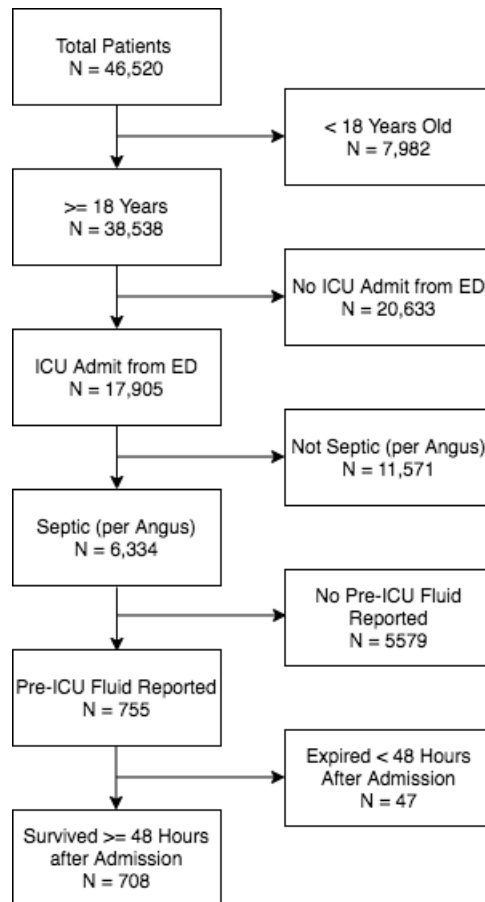 Total Patients
N = 46,520
< 18 Years Old
N = 7,982
>= 18 Years
N = 38,538
No ICU Admit from ED
N = 20,633
ICU Admit from ED
N = 17,905
Not Septic (per Angus)
N = 11,571
Septic (per Angus)
N = 6,334
No Pre-ICU Fluid
Reported
N = 5579
Pre-ICU Fluid Reported
N = 755
Expired < 48 Hours
After Admission
N = 47
Survived >= 48 Hours
after Admission
N = 708